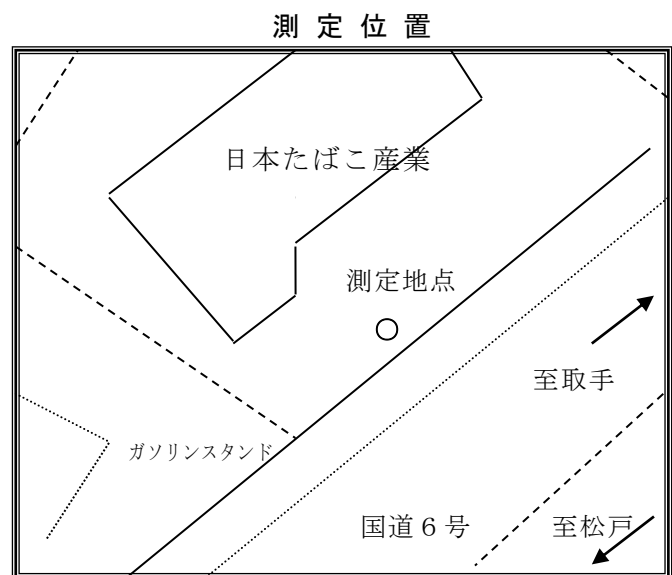 測定位置
日本たばこ産業
測定地点
至取手
ガソリンスタンド
国道６号
至松戸